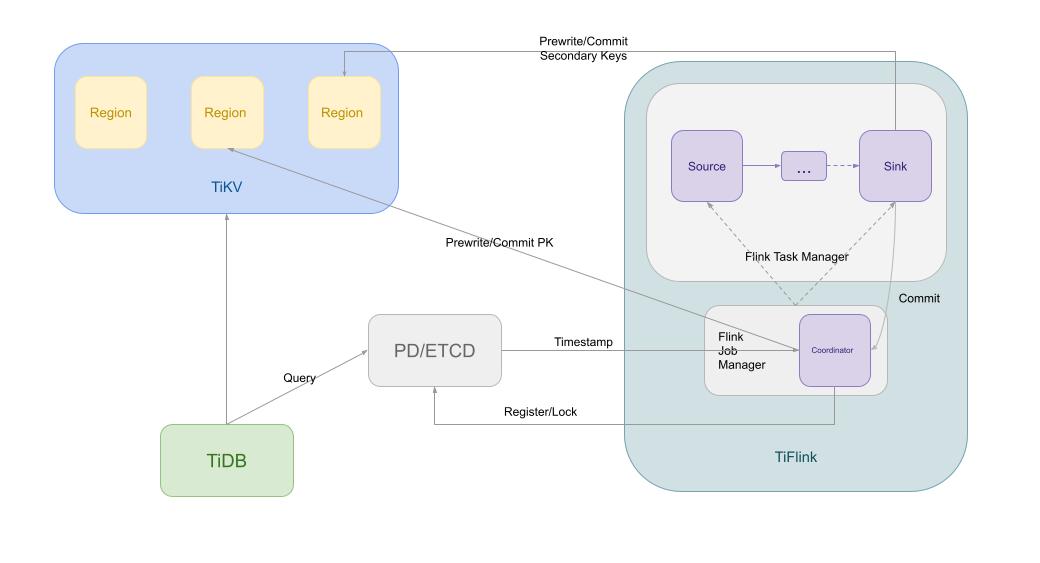 Prewrite/Commit
Secondary Keys
Region
Region
Region
TiKV
Source
...
Sink
Prewrite/Commit PK
Flink Task Manager
Commit
PD/ETCD
Timestamp
Flink
Job
Manager
Coordinator
Query
Register/Lock
TiDB
TiFlink